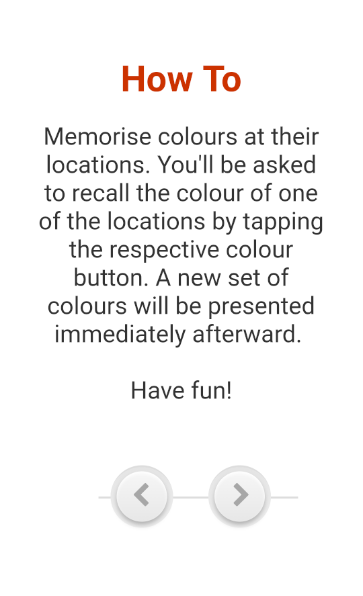 How To
Memorise colours at their
locations. You'll be asked
to recall the colour of one
of the locations by tapping
the respective colour
button. A new set of
colours will be presented
immediately afterward.
Have fun!